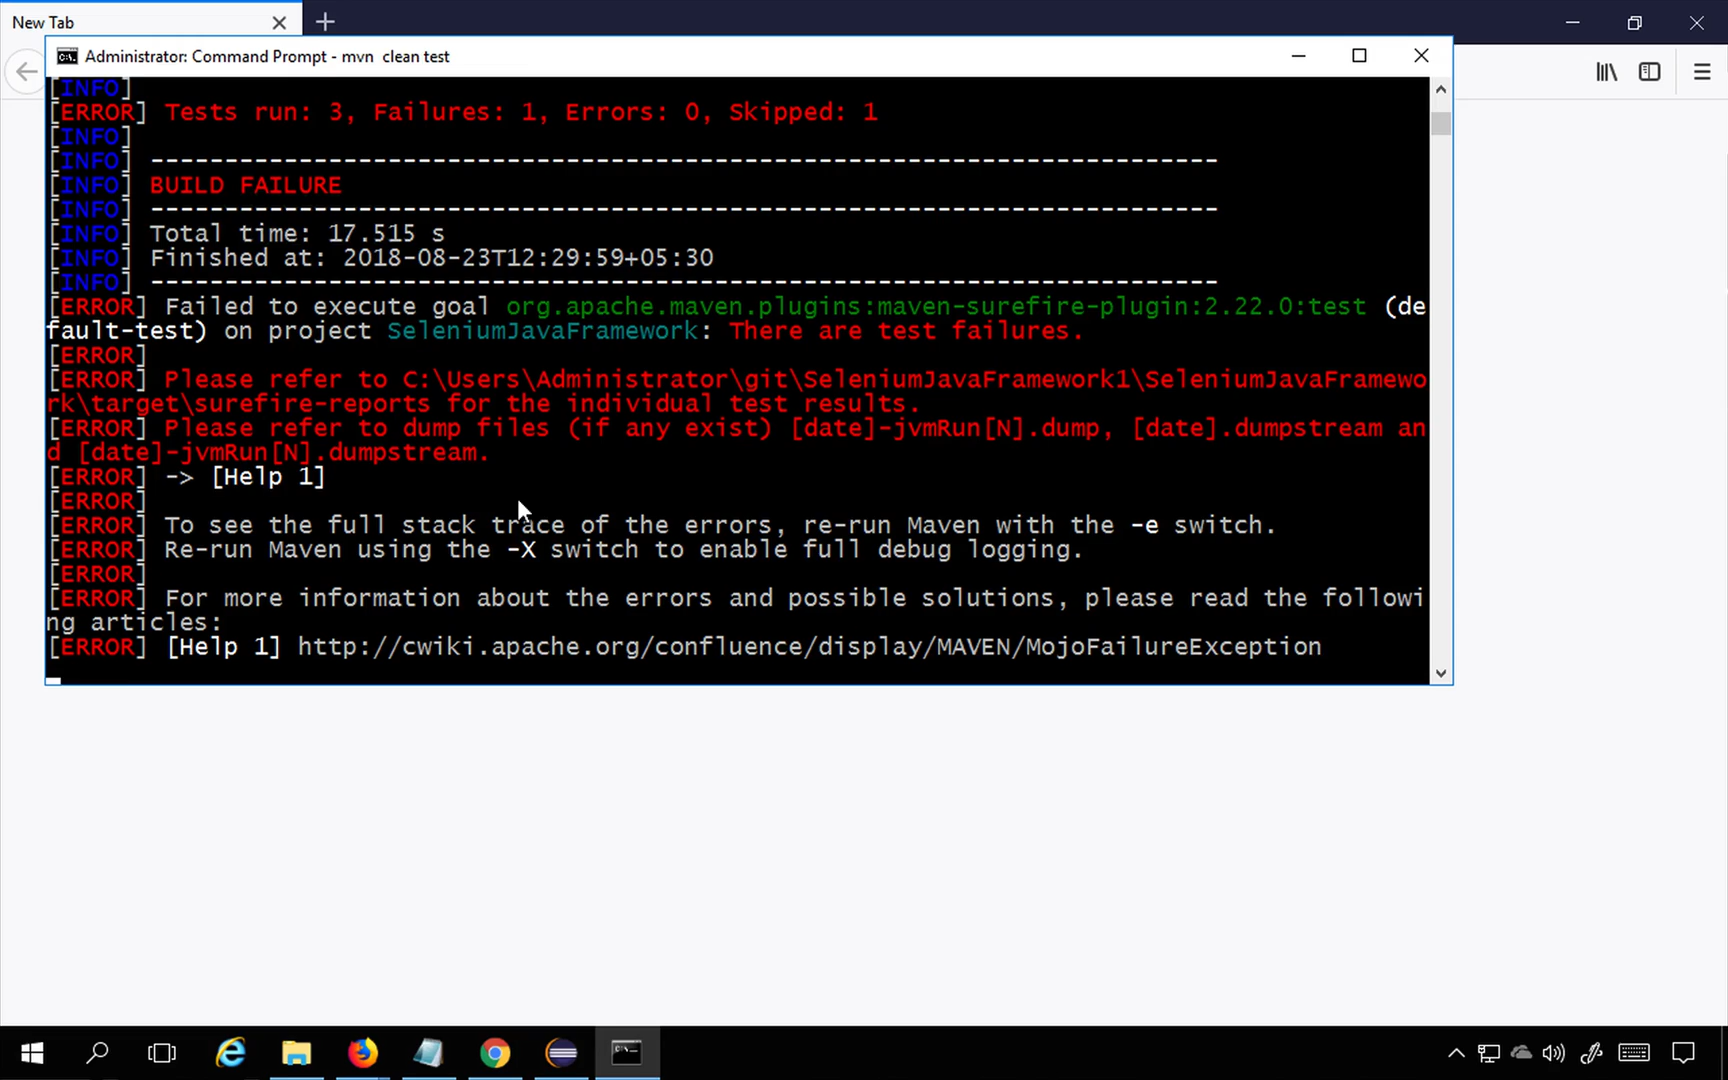 New Tab
Administrator: Command Prompt - mvn  clean test
[INFO]
[ERROR] Tests run: 3, Failures: 1, Errors: 0, Skipped: 1
[INFO]
[INFO] ------------------------------------------------------------------------
[INFO] BUILD FAILURE
[INFO] ------------------------------------------------------------------------
[INFO] Total time: 17.515 s
[INFO] Finished at: 2018-08-23T12:29:59+05:30
[INFO] ------------------------------------------------------------------------
[ERROR] Failed to execute goal org.apache.maven.plugins:maven-surefire-plugin:2.22.0:test (de
fault-test) on project SeleniumJavaFramework: There are test failures.
[ERROR]
[ERROR] Please refer to C:\Users\Administrator\git\SeleniumJavaFramework1\SeleniumJavaFramewo
rk\target\surefire-reports for the individual test results.
[ERROR] Please refer to dump files (if any exist) [date]-jvmRun[N].dump, [date].dumpstream an
d [date]-jvmRun[N].dumpstream.
[ERROR] -> [Help 1]
[ERROR]
[ERROR] To see the full stack trace of the errors, re-run Maven with the -e switch.
[ERROR] Re-run Maven using the -X switch to enable full debug logging.
[ERROR]
[ERROR] For more information about the errors and possible solutions, please read the followi
ng articles:
[ERROR] [Help 1] http://cwiki.apache.org/confluence/display/MAVEN/MojoFailureException